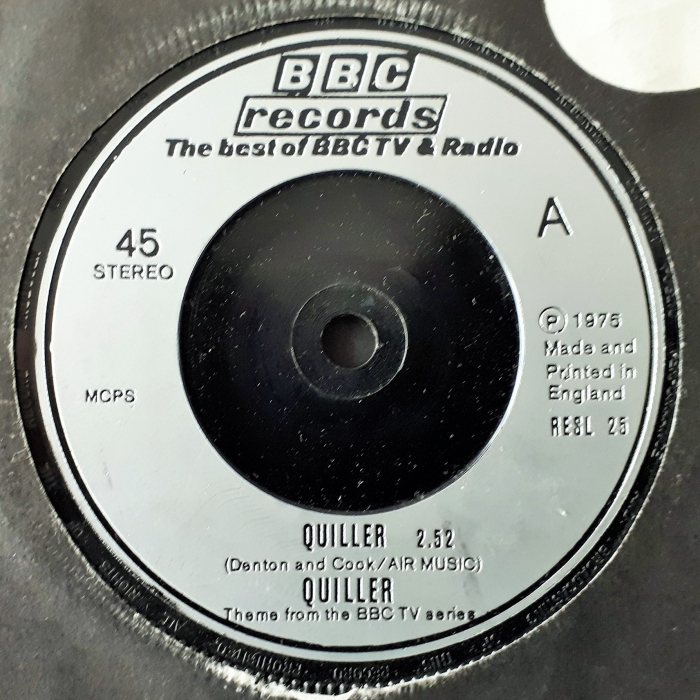 BBC
records
The best of BBC TV & Radio
45
STEREO
A
Ⓟ 1975
Made and
Printed in
England
RESL 25
MCPS
QUILLER 2.52
(Denton and Cook/AIR MUSIC)
QUILLER
Theme from the BBC TV series